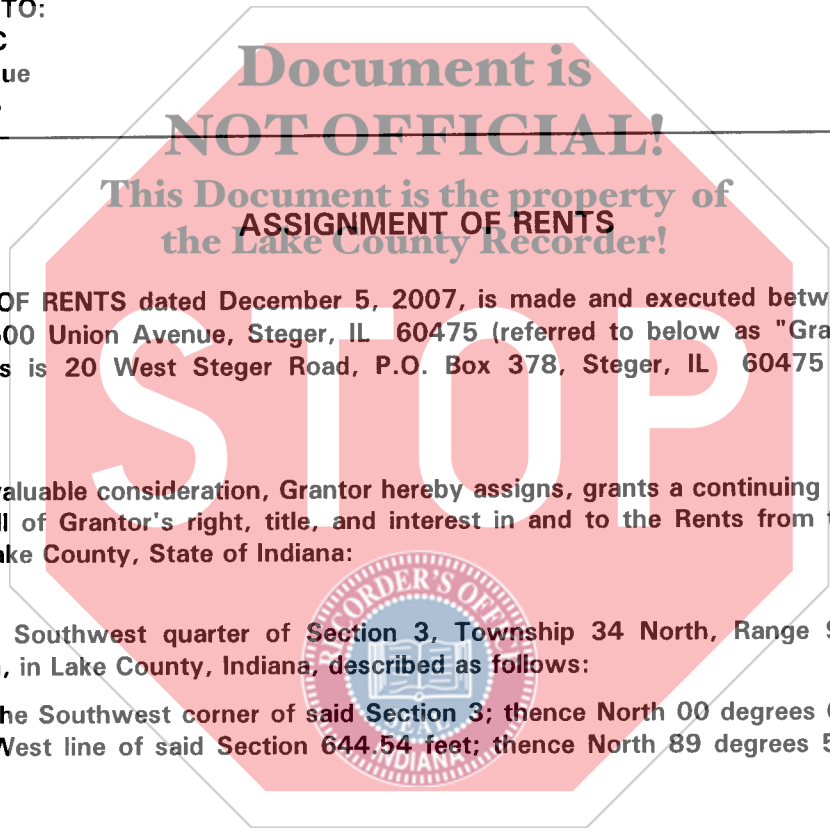 TO:
C
ue
Document is
NOT OFFICIAL!
This Document is the property of
ASSIGNMENT OF RENTS
the Lake County Recorder!
OF RENTS dated December 5, 2007, is made and executed betw
00 Union Avenue, Steger, IL 60475 (referred to below as "Gra
s is 20 West Steger Road, P.O. Box 378, Steger, IL 60475
STOP
aluable consideration, Grantor hereby assigns, grants a continuing
ll of Grantor's right, title, and interest in and to the Rents from t
ake County, State of Indiana:
RECORDER'S OFFICE
Southwest quarter of Section 3, Township 34 North, Range 9
, in Lake County, Indiana, described as follows:
he Southwest corner of said Section 3; thence North 00 degrees 0
West line of said Section 644.54 feet; thence North 89 degrees 5
INDIANA